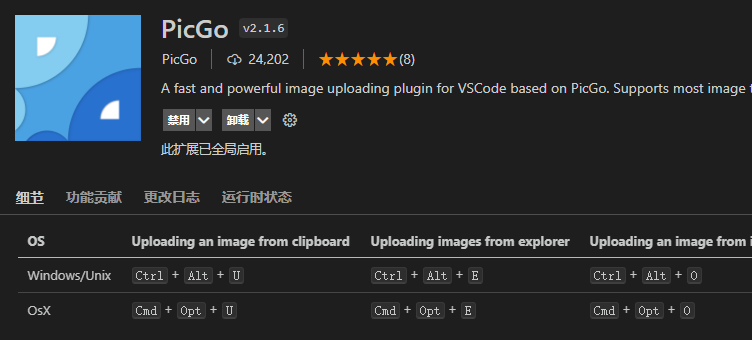 PicGo v2.1.6
PicGo 24,202 (8)
A fast and powerful image uploading plugin for VSCode based on PicGo. Supports most image
禁用 卸载
此扩展已全局启用。
细节 功能贡献 更改日志 运行时状态
OS Uploading an image from clipboard Uploading images from explorer Uploading an image from
Windows/Unix Ctrl + Alt + U Ctrl + Alt + E Ctrl + Alt + O
OsX Cmd + Opt + U Cmd + Opt + E Cmd + Opt + O